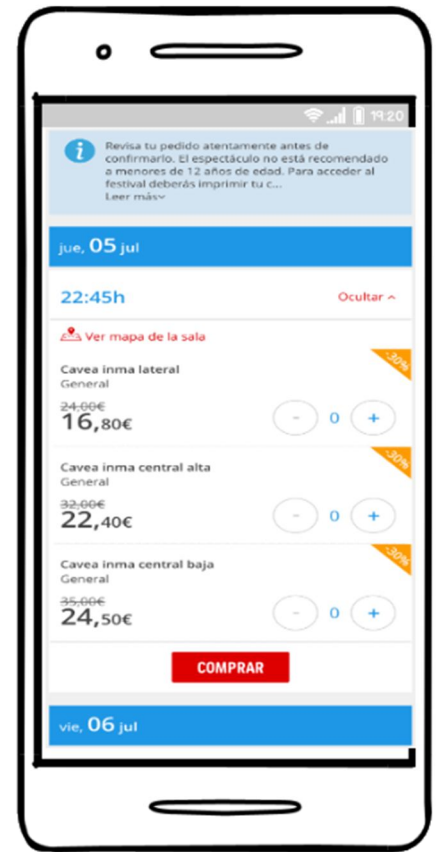 19:20
Revisa tu pedido atentamente antes de
confirmarlo. El espectáculo no está recomendado
a menores de 12 años de edad. Para acceder al
festival deberás imprimir tu c...
Leer más
jue, 05 jul
22:45h
Ocultar
Ver mapa de la sala
-30%
Cavea inma lateral
General
24,00€
16,80€
- 0 +
-30%
Cavea inma central alta
General
32,00€
22,40€
- 0 +
-30%
Cavea inma central baja
General
35,00€
24,50€
- 0 +
COMPRAR
vie, 06 jul